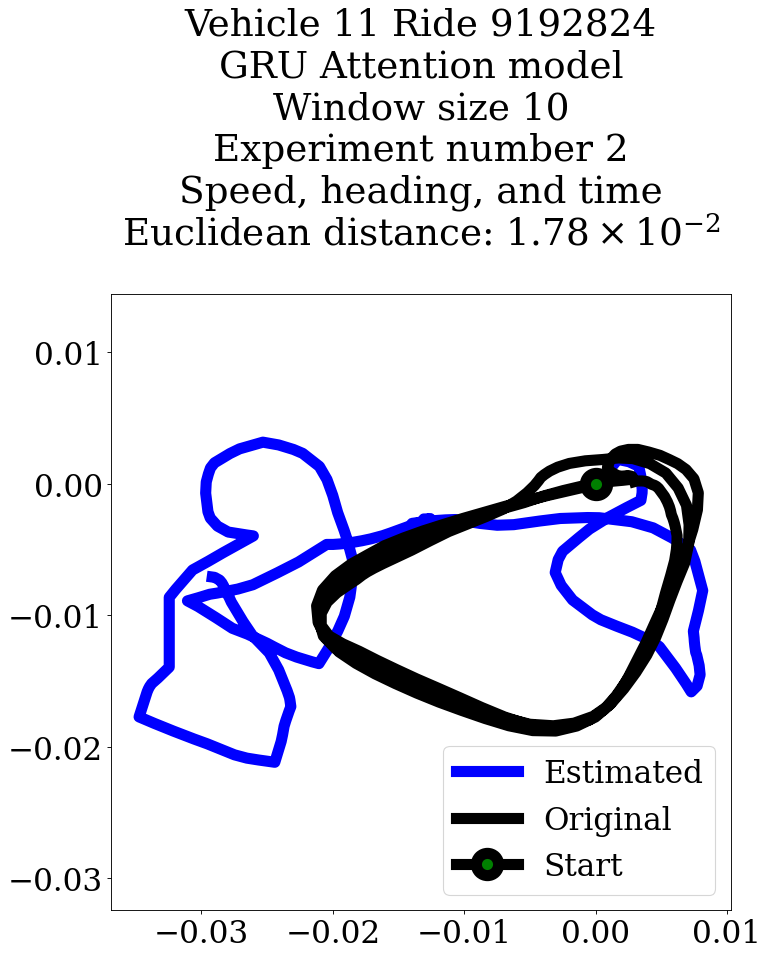 Vehicle 11 Ride 9192824
GRU Attention model
Window size 10
Experiment number 2
Speed, heading, and time
Euclidean distance: 1.78 × 10⁻²
0.01
0.00
−0.01
−0.02
−0.03
Estimated
Original
Start
−0.03 −0.02 −0.01 0.00 0.01